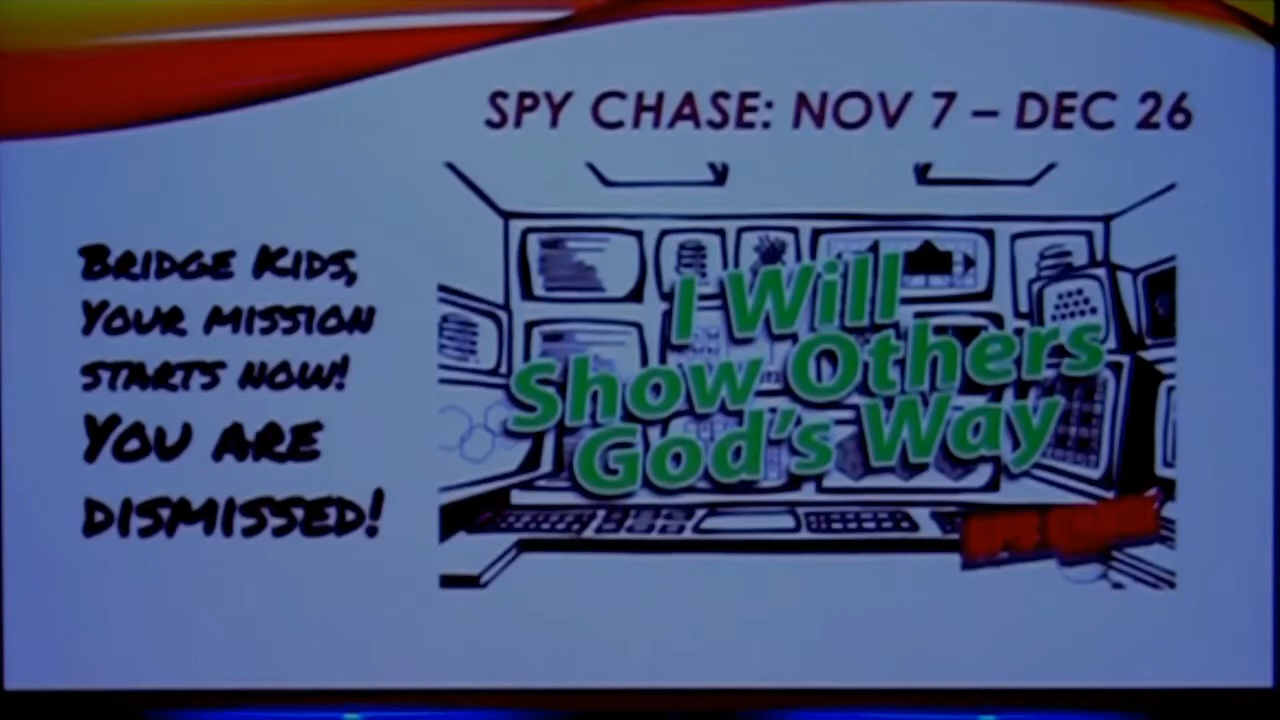 SPY CHASE: NOV 7 – DEC 26
BRIDGE KIDS,
YOUR MISSION
STARTS NOW!
YOU ARE
DISMISSED!
I Will
Show Others
God's Way